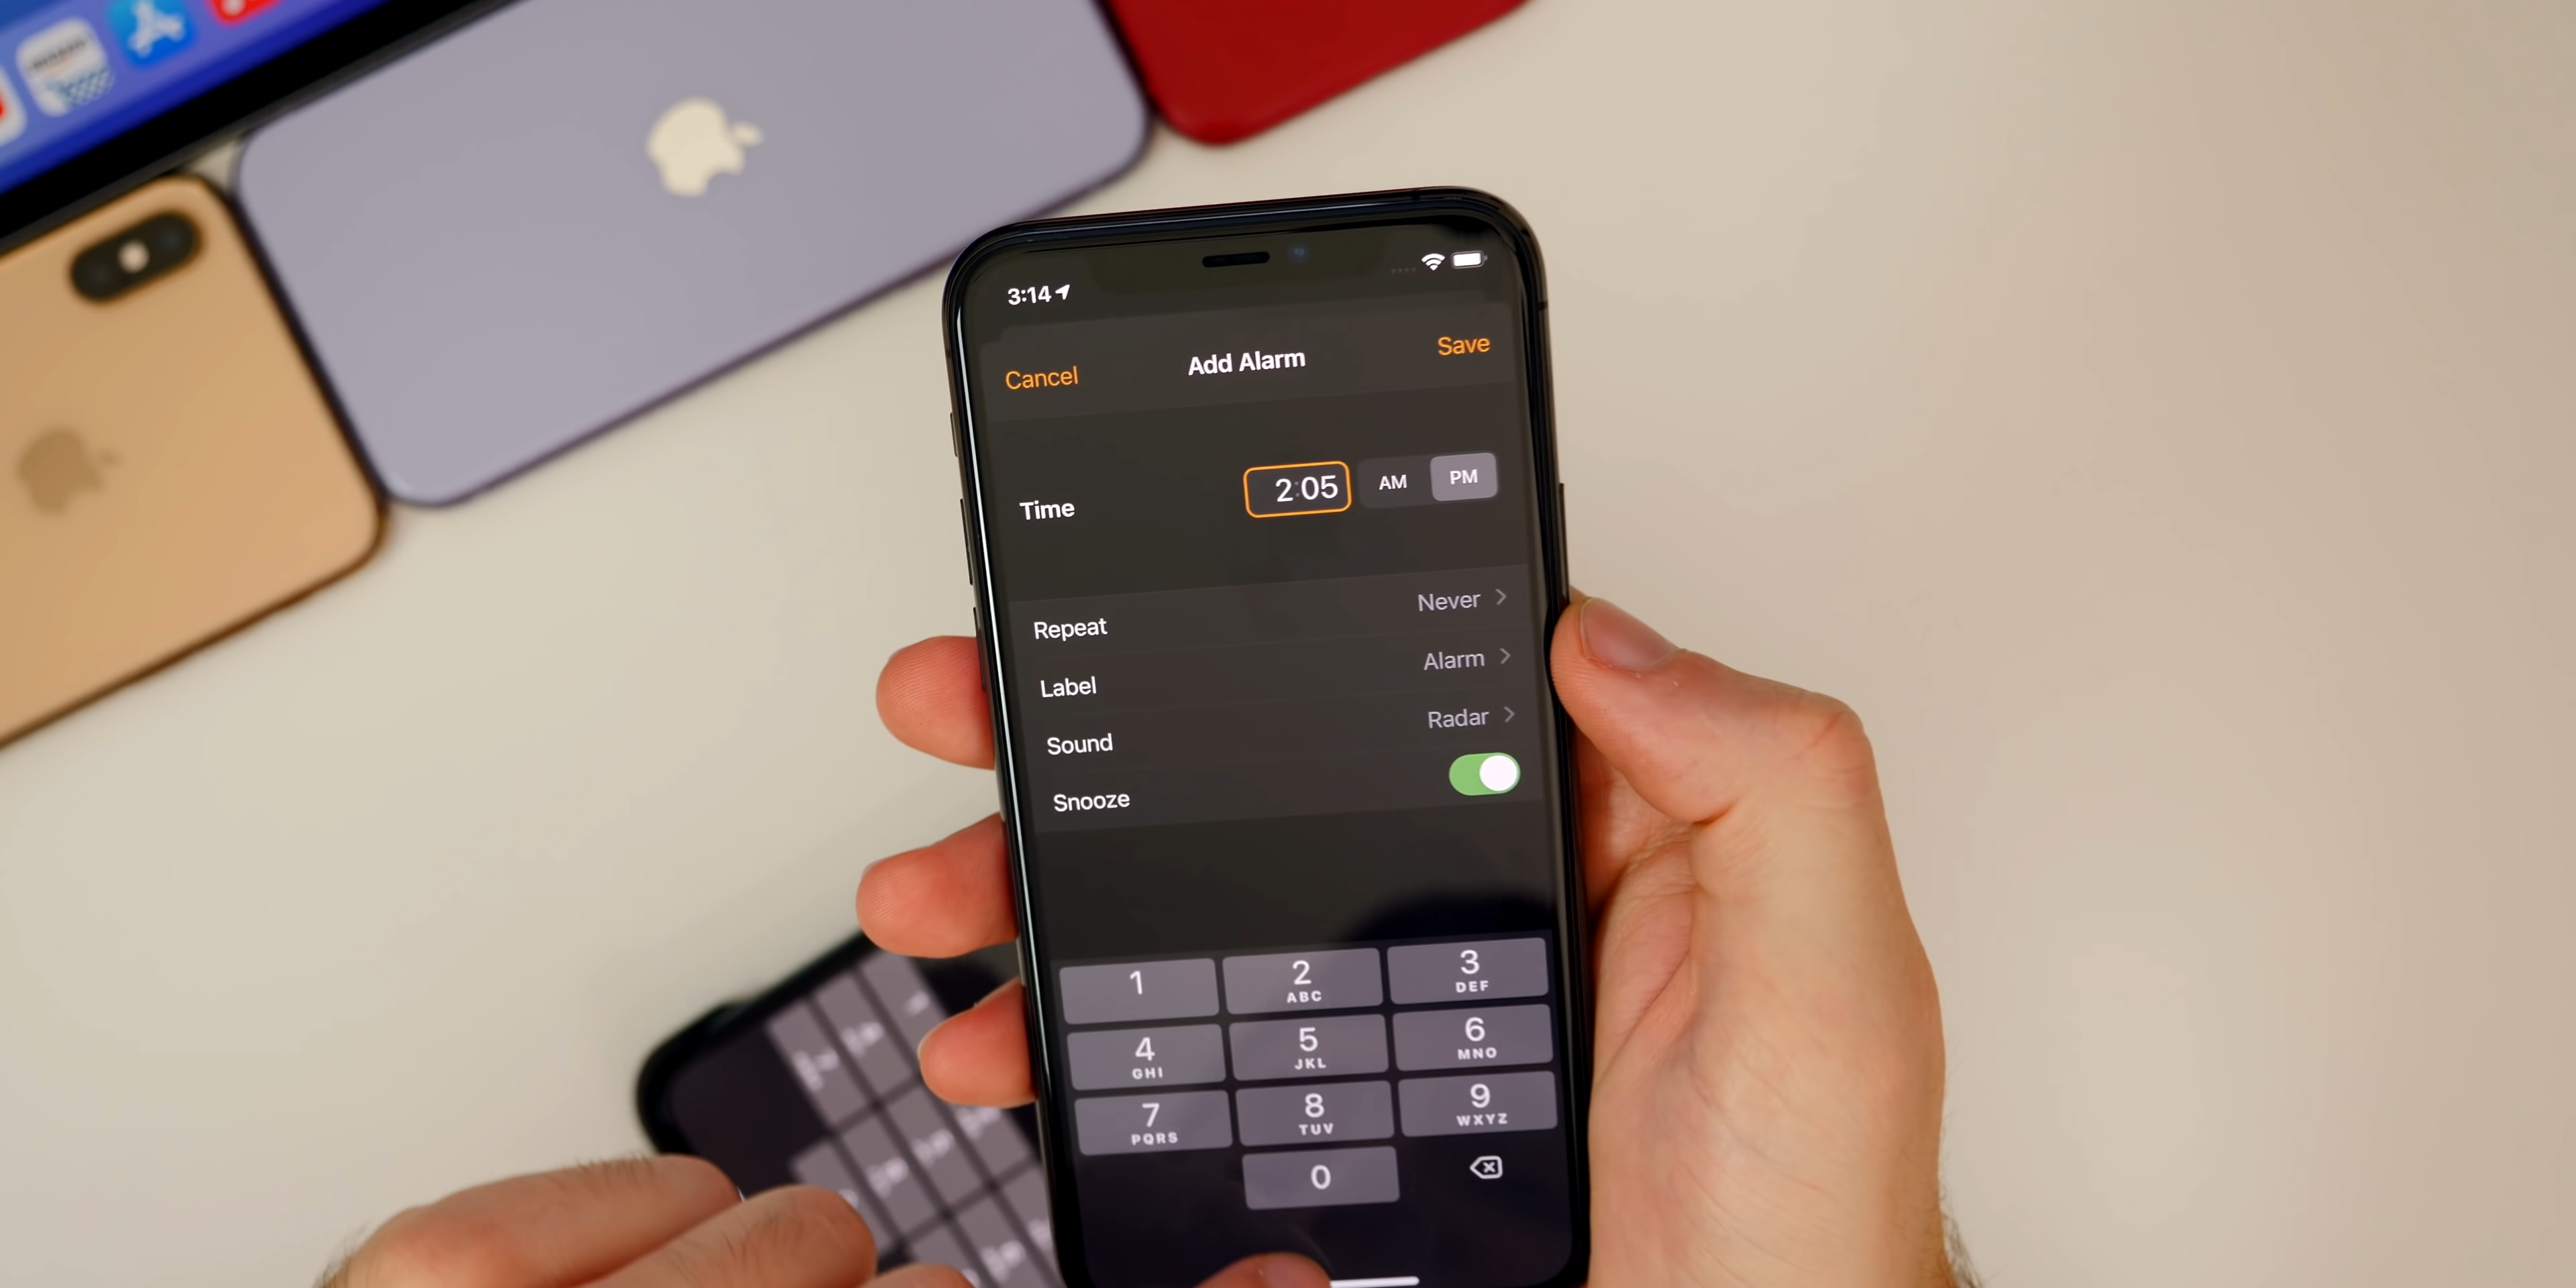 3:14
Cancel Add Alarm Save
Time 2:05 AM PM
Repeat Never
Label Alarm
Sound Radar
Snooze
1 2 3
ABC DEF
4 5 6
GHI JKL MNO
7 8 9
PQRS TUV WXYZ
0